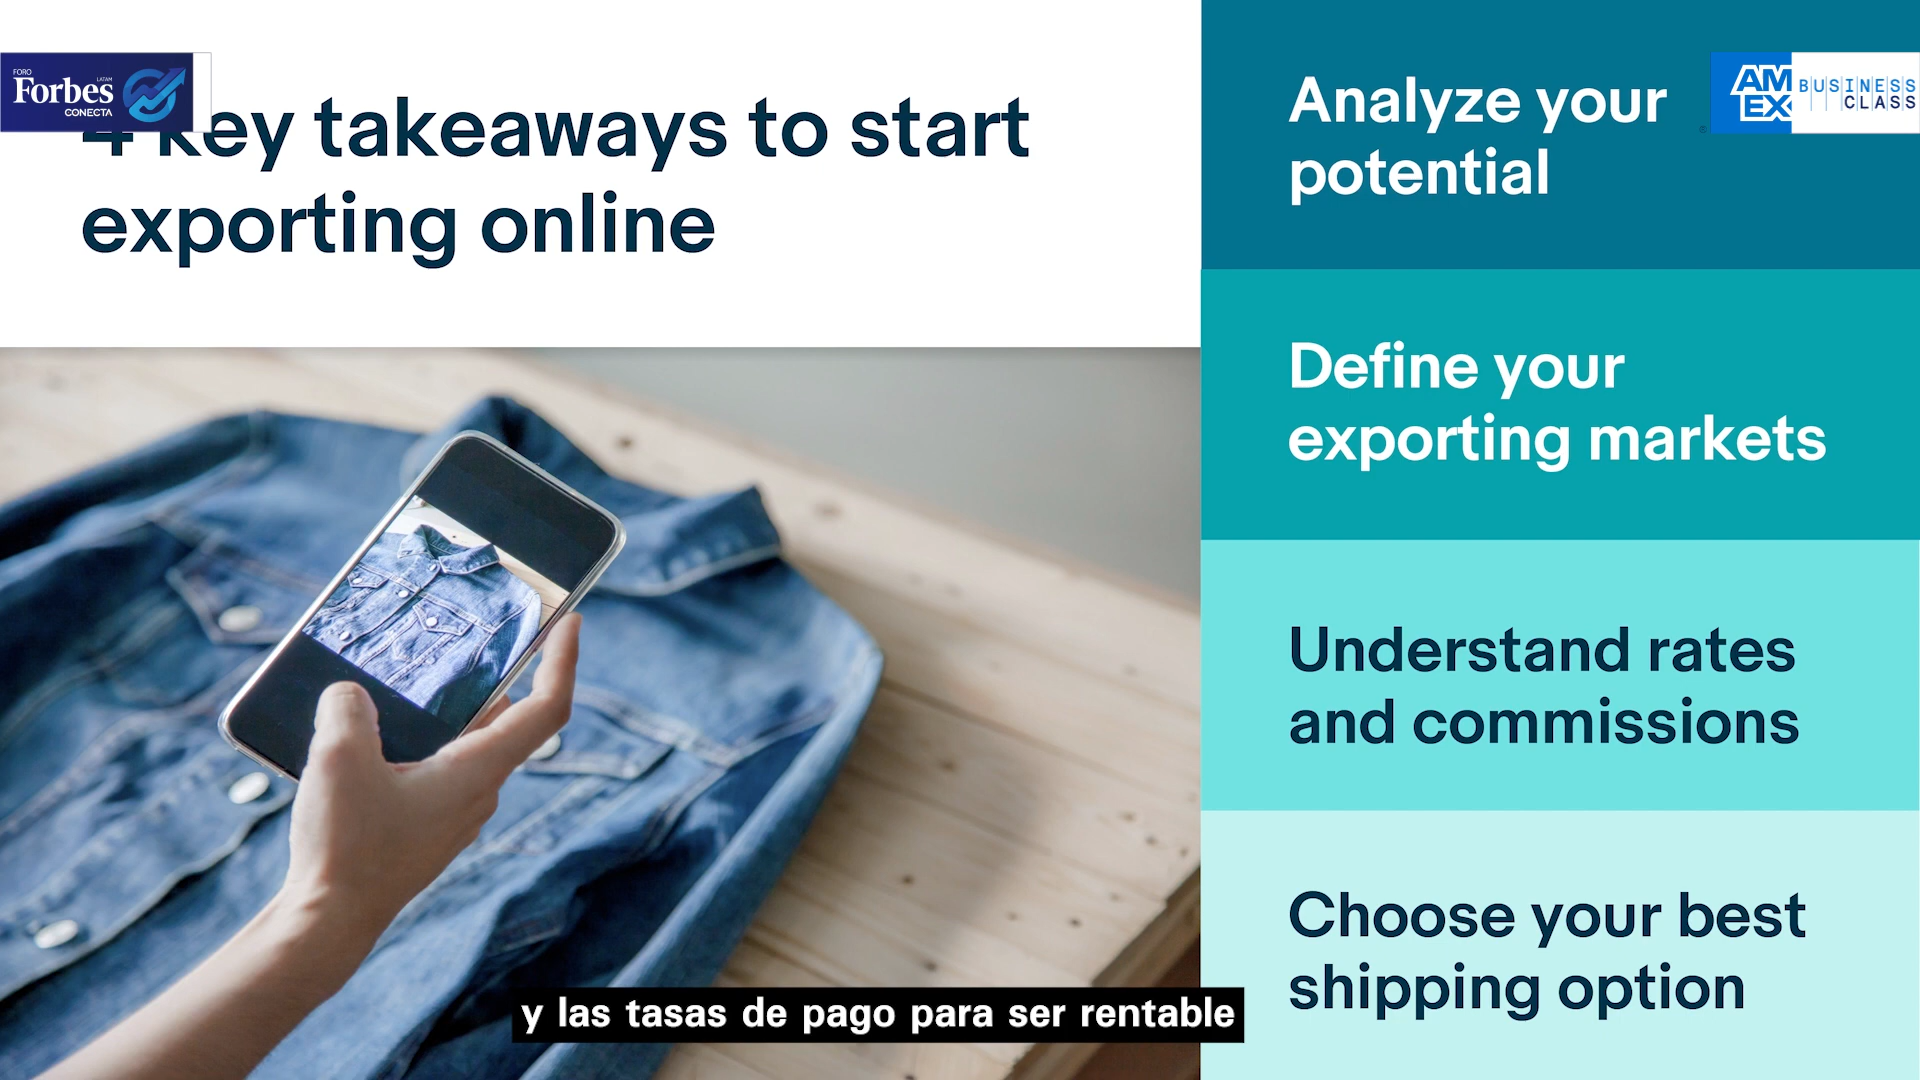 FORO
Forbes LATAM
CONECTA
4 key takeaways to start
exporting online
Analyze your
potential
AM
EX
BUSINESS
CLASS
®
Define your
exporting markets
Understand rates
and commissions
Choose your best
shipping option
y las tasas de pago para ser rentable